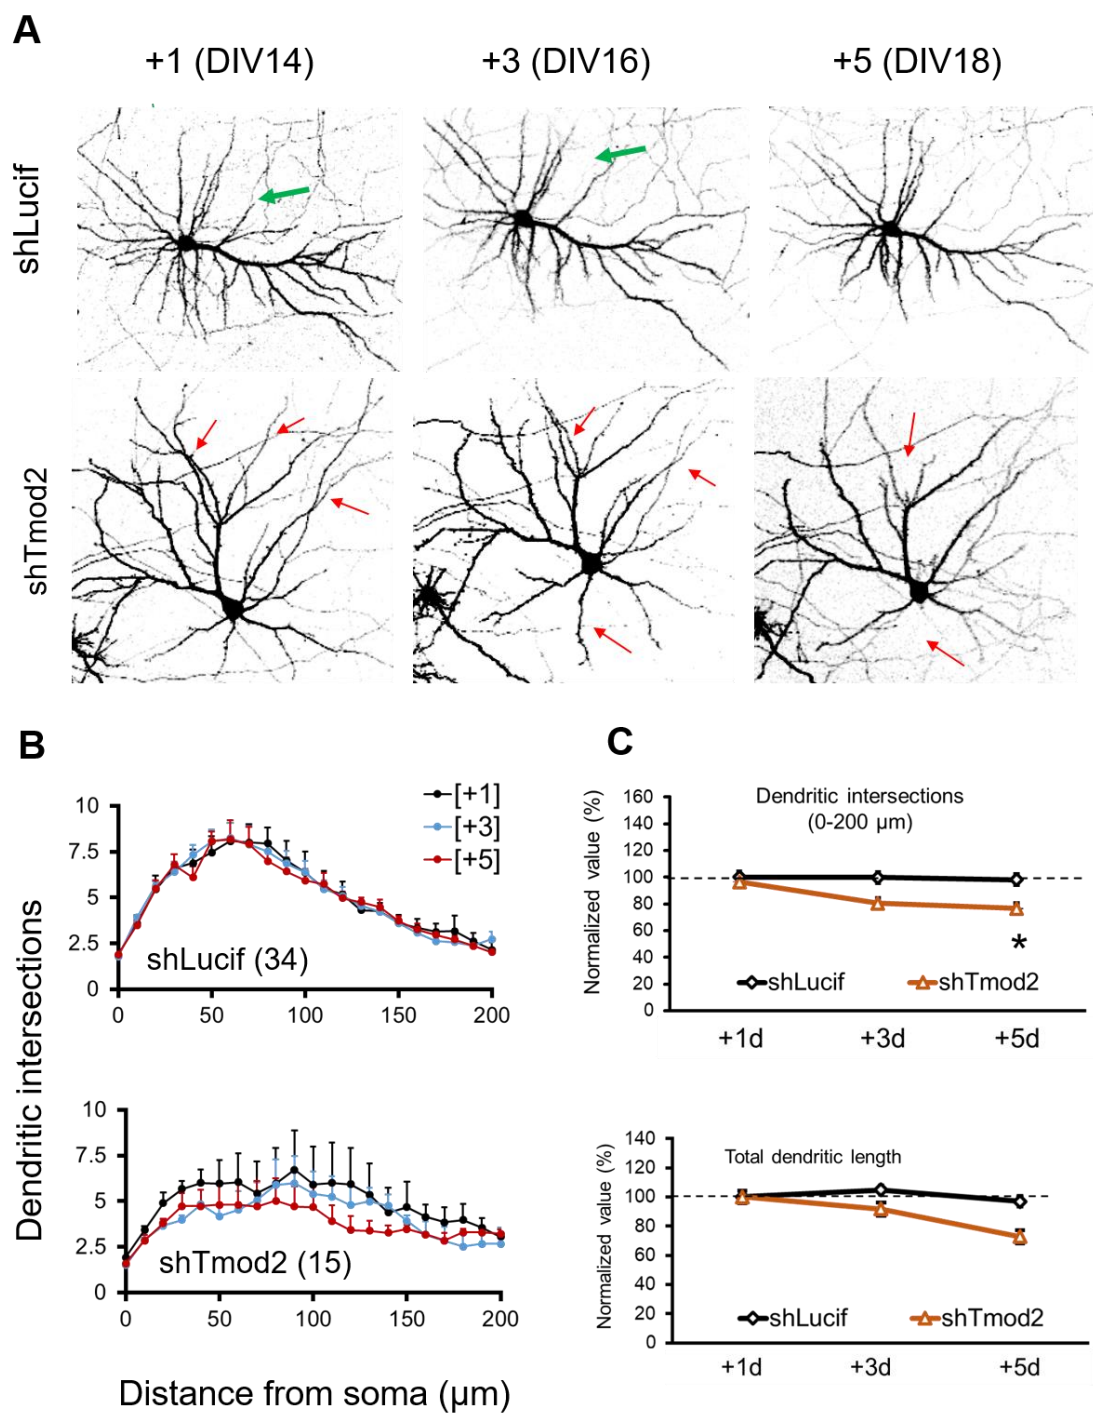 A
+1 (DIV14)
+3 (DIV16)
+5 (DIV18)
shLucif
shTmod2
B
Dendritic intersections
10
7.5
5
2.5
0
[+1]
[+3]
[+5]
shLucif (34)
0
50
100
150
200
10
7.5
5
2.5
0
shTmod2 (15)
0
50
100
150
200
Distance from soma (µm)
C
Normalized value (%)
160
140
120
100
80
60
40
20
0
Dendritic intersections
(0-200 µm)
*
shLucif
shTmod2
+1d
+3d
+5d
Normalized value (%)
140
120
100
80
60
40
20
0
Total dendritic length
shLucif
shTmod2
+1d
+3d
+5d